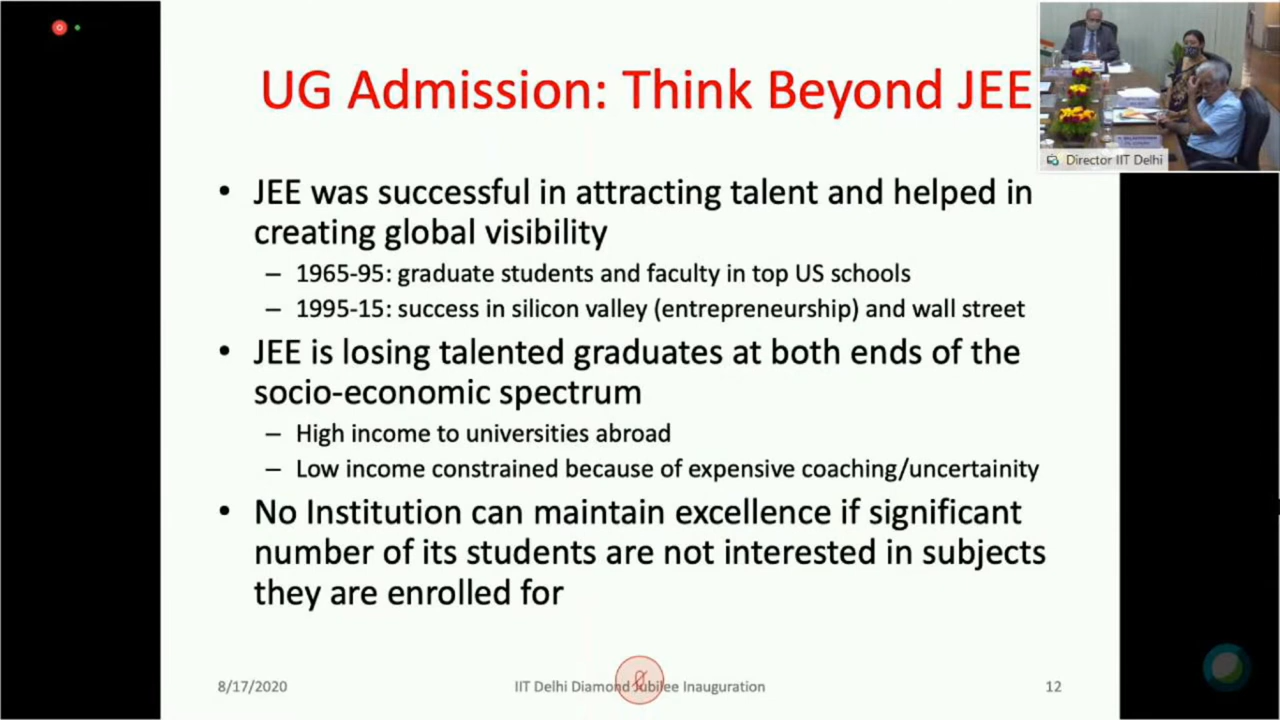 UG Admission: Think Beyond JEE
Director IIT Delhi
• JEE was successful in attracting talent and helped in
creating global visibility
– 1965-95: graduate students and faculty in top US schools
– 1995-15: success in silicon valley (entrepreneurship) and wall street
• JEE is losing talented graduates at both ends of the
socio-economic spectrum
– High income to universities abroad
– Low income constrained because of expensive coaching/uncertainity
• No Institution can maintain excellence if significant
number of its students are not interested in subjects
they are enrolled for
8/17/2020
IIT Delhi Diamond Jubilee Inauguration
12